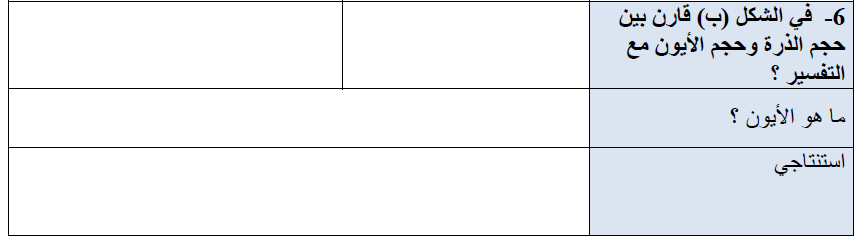 6- في الشكل (ب) قارن بين
حجم الذرة وحجم الأيون مع
التفسير ؟
ما هو الأيون ؟
استنتاجي